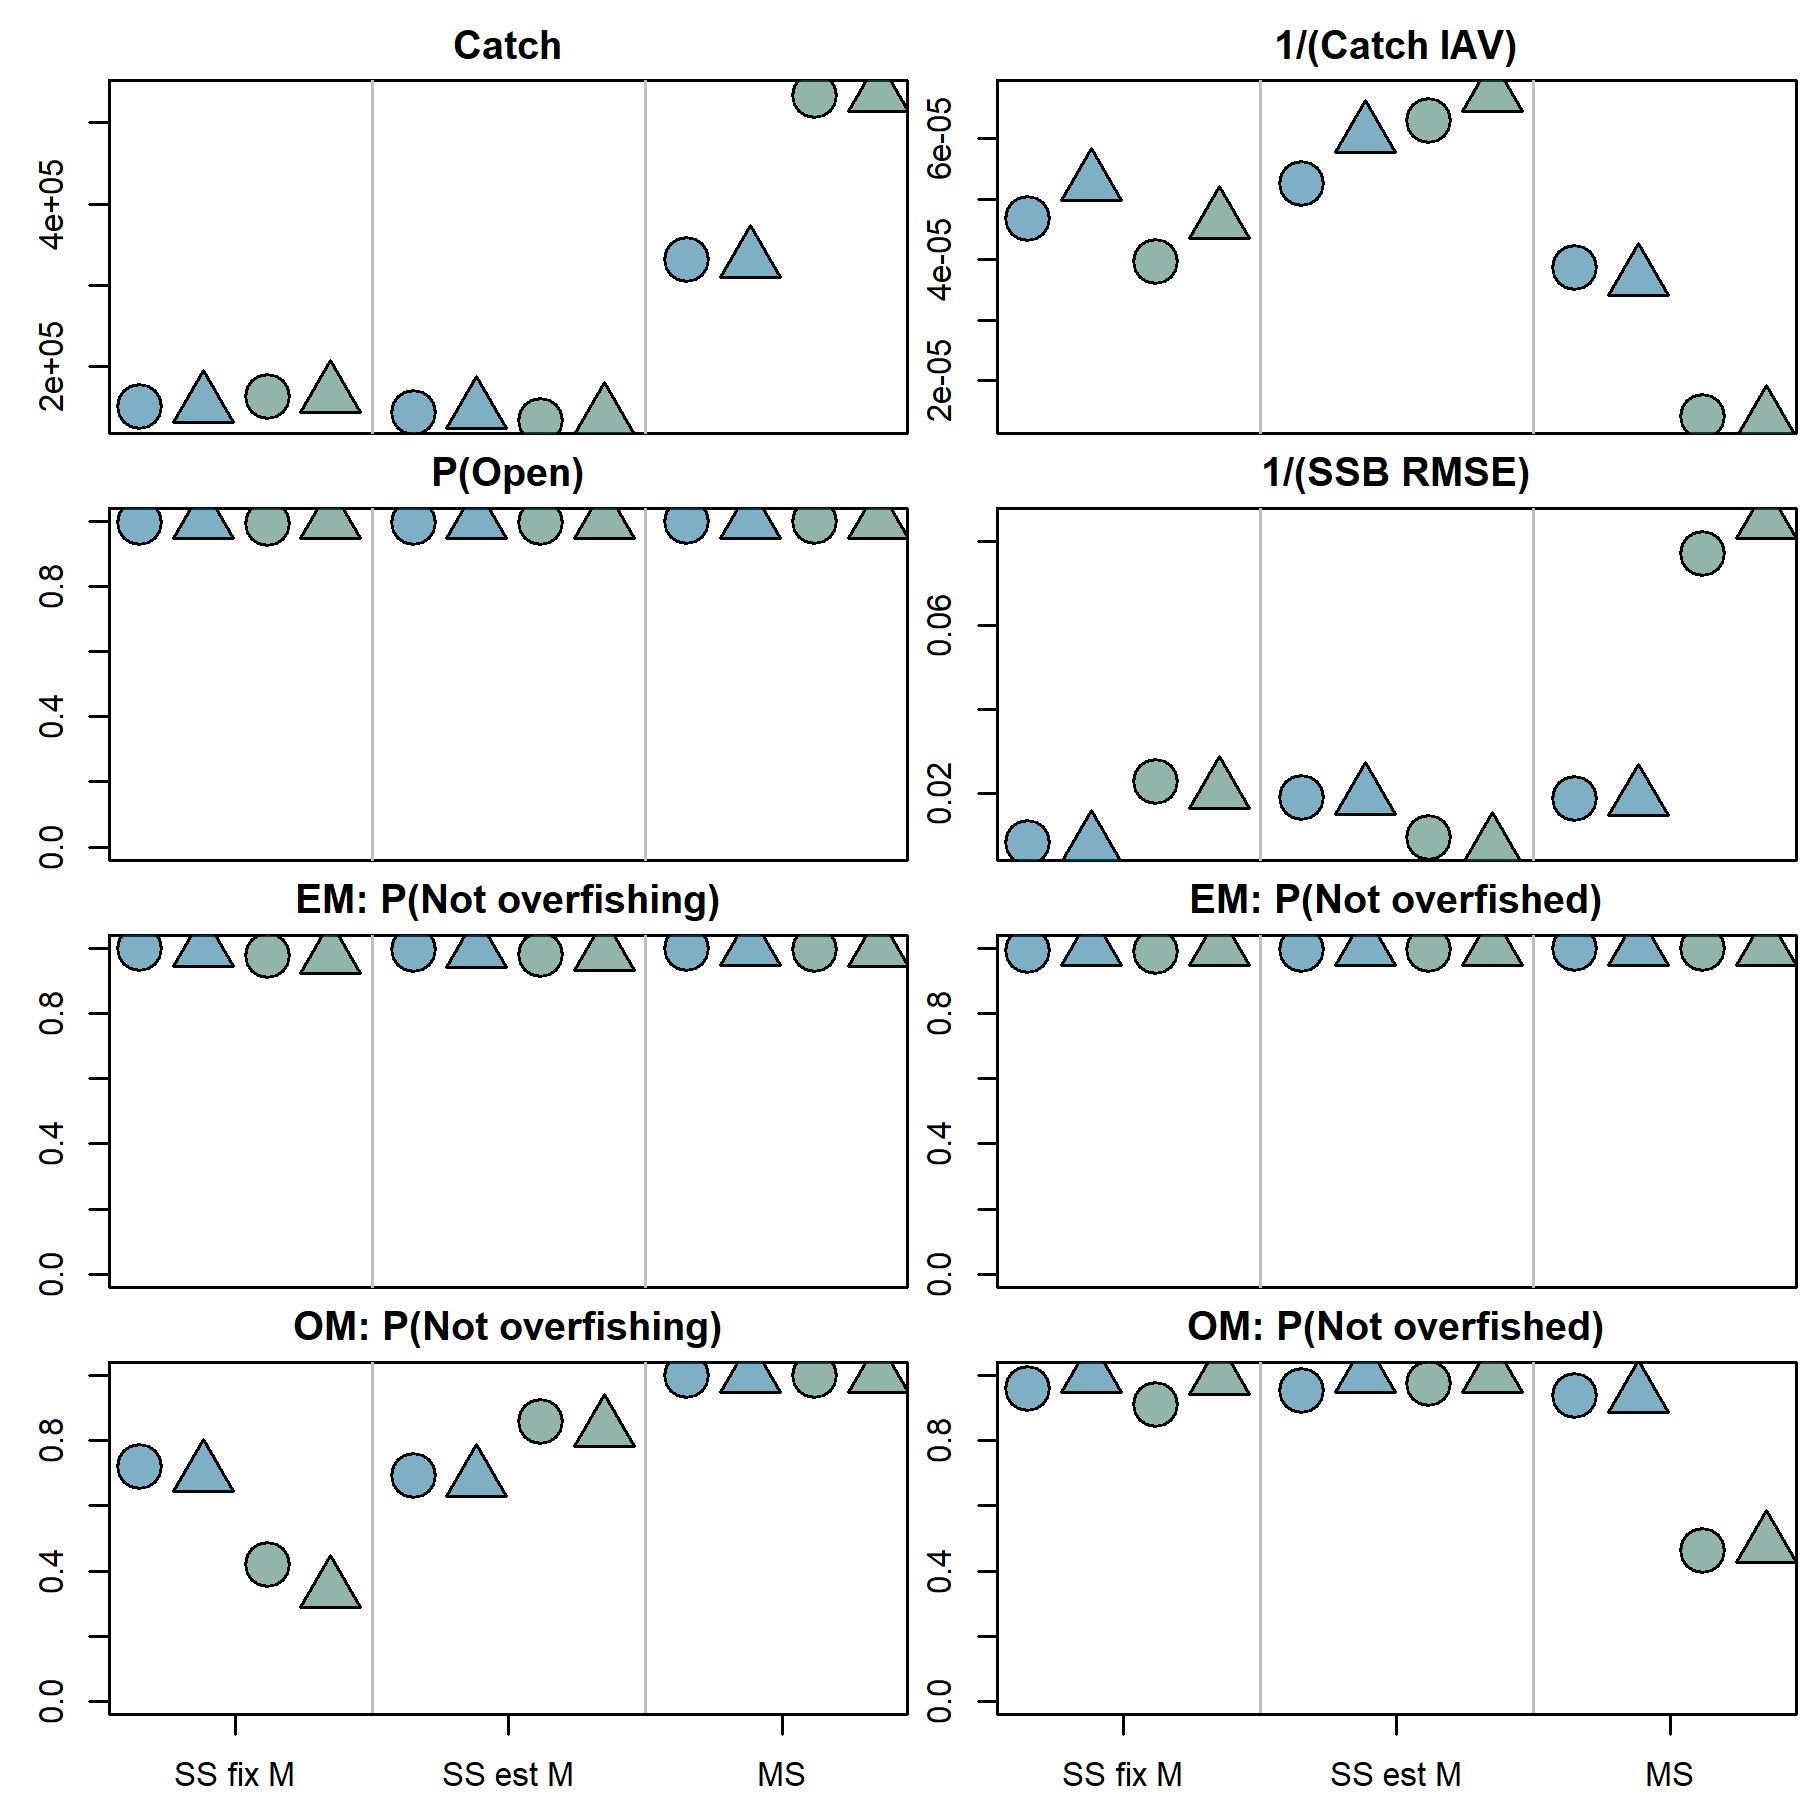 Catch
1/(Catch IAV)
4e+05
2e+05
6e-05
4e-05
2e-05
P(Open)
1/(SSB RMSE)
0.8
0.4
0.0
0.06
0.02
EM: P(Not overfishing)
EM: P(Not overfished)
0.8
0.4
0.0
0.8
0.4
0.0
OM: P(Not overfishing)
OM: P(Not overfished)
0.8
0.4
0.0
0.8
0.4
0.0
SS fix M SS est M MS
SS fix M SS est M MS